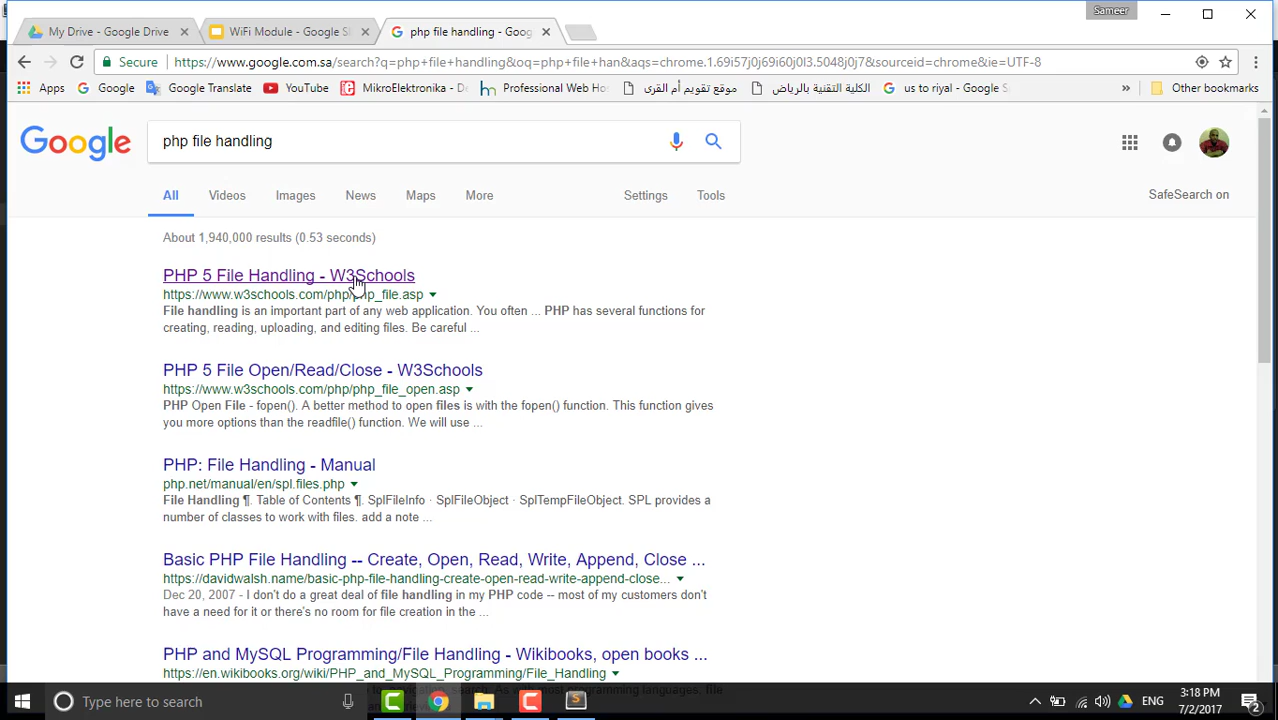 Sameer
My Drive - Google Drive
WiFi Module - Google Sl
php file handling - Goog
Secure
https://www.google.com.sa/search?q=php+file+handling&oq=php+file+han&aqs=chrome.1.69i57j0j69i60j0l3.5048j0j7&sourceid=chrome&ie=UTF-8
Apps
Google
Google Translate
YouTube
MikroElektronika - De
Professional Web Ho
موقع تقويم أم القرى
الكلية التقنية بالرياض
us to riyal - Google S
»
Other bookmarks
Google
php file handling
All
Videos
Images
News
Maps
More
Settings
Tools
SafeSearch on
About 1,940,000 results (0.53 seconds)
PHP 5 File Handling - W3Schools
https://www.w3schools.com/php/php_file.asp
File handling is an important part of any web application. You often ... PHP has several functions for
creating, reading, uploading, and editing files. Be careful ...
PHP 5 File Open/Read/Close - W3Schools
https://www.w3schools.com/php/php_file_open.asp
PHP Open File - fopen(). A better method to open files is with the fopen() function. This function gives
you more options than the readfile() function. We will use ...
PHP: File Handling - Manual
php.net/manual/en/spl.files.php
File Handling ¶. Table of Contents ¶. SplFileInfo · SplFileObject · SplTempFileObject. SPL provides a
number of classes to work with files. add a note ...
Basic PHP File Handling -- Create, Open, Read, Write, Append, Close ...
https://davidwalsh.name/basic-php-file-handling-create-open-read-write-append-close...
Dec 20, 2007 - I don't do a great deal of file handling in my PHP code -- most of my customers don't
have a need for it or there's no room for file creation in the ...
PHP and MySQL Programming/File Handling - Wikibooks, open books ...
https://en.wikibooks.org/wiki/PHP_and_MySQL_Programming/File_Handling
Type here to search
ENG
3:18 PM
7/2/2017
2